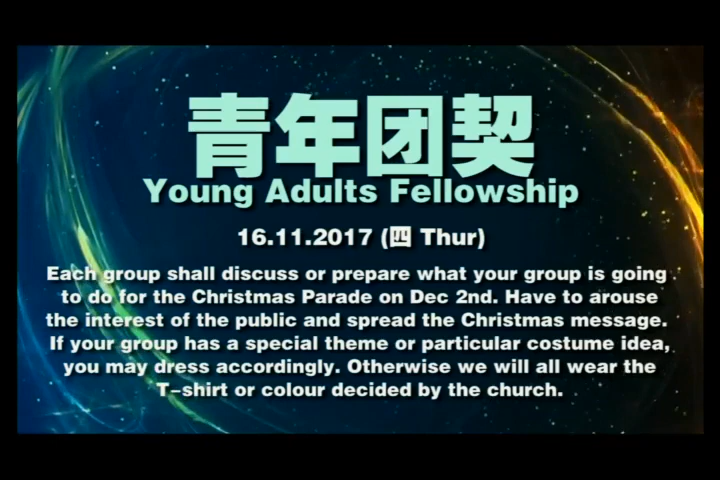 青年团契
Young Adults Fellowship
16.11.2017 (四 Thur)
Each group shall discuss or prepare what your group is going
to do for the Christmas Parade on Dec 2nd. Have to arouse
the interest of the public and spread the Christmas message.
If your group has a special theme or particular costume idea,
you may dress accordingly. Otherwise we will all wear the
T-shirt or colour decided by the church.